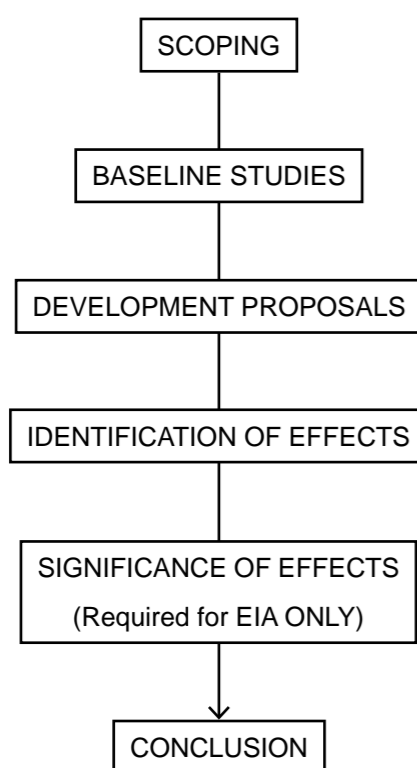 SCOPING
BASELINE STUDIES
DEVELOPMENT PROPOSALS
IDENTIFICATION OF EFFECTS
SIGNIFICANCE OF EFFECTS
(Required for EIA ONLY)
CONCLUSION